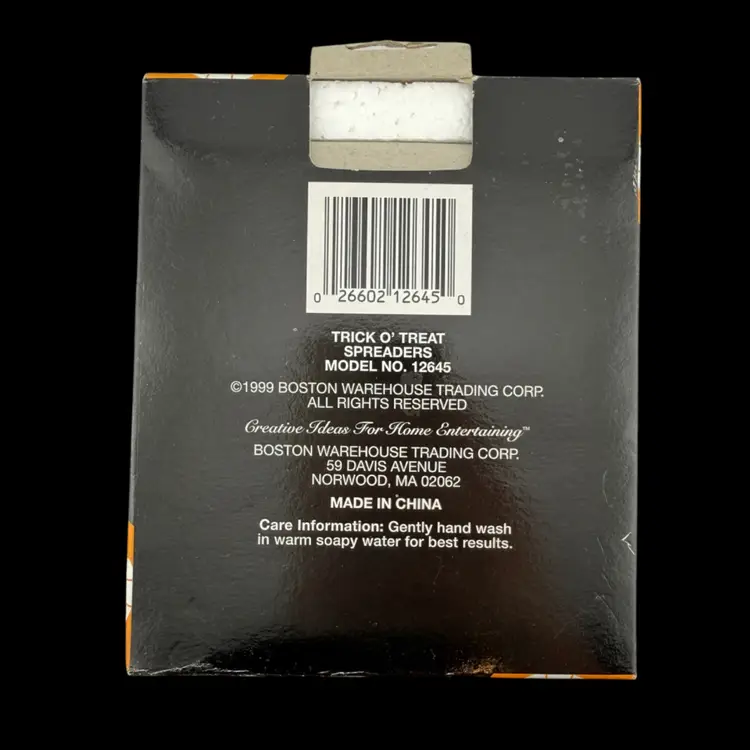 0 26602 12645 0
TRICK O' TREAT
SPREADERS
MODEL NO. 12645
©1999 BOSTON WAREHOUSE TRADING CORP.
ALL RIGHTS RESERVED
Creative Ideas For Home Entertaining™
BOSTON WAREHOUSE TRADING CORP.
59 DAVIS AVENUE
NORWOOD, MA 02062
MADE IN CHINA
Care Information: Gently hand wash
in warm soapy water for best results.